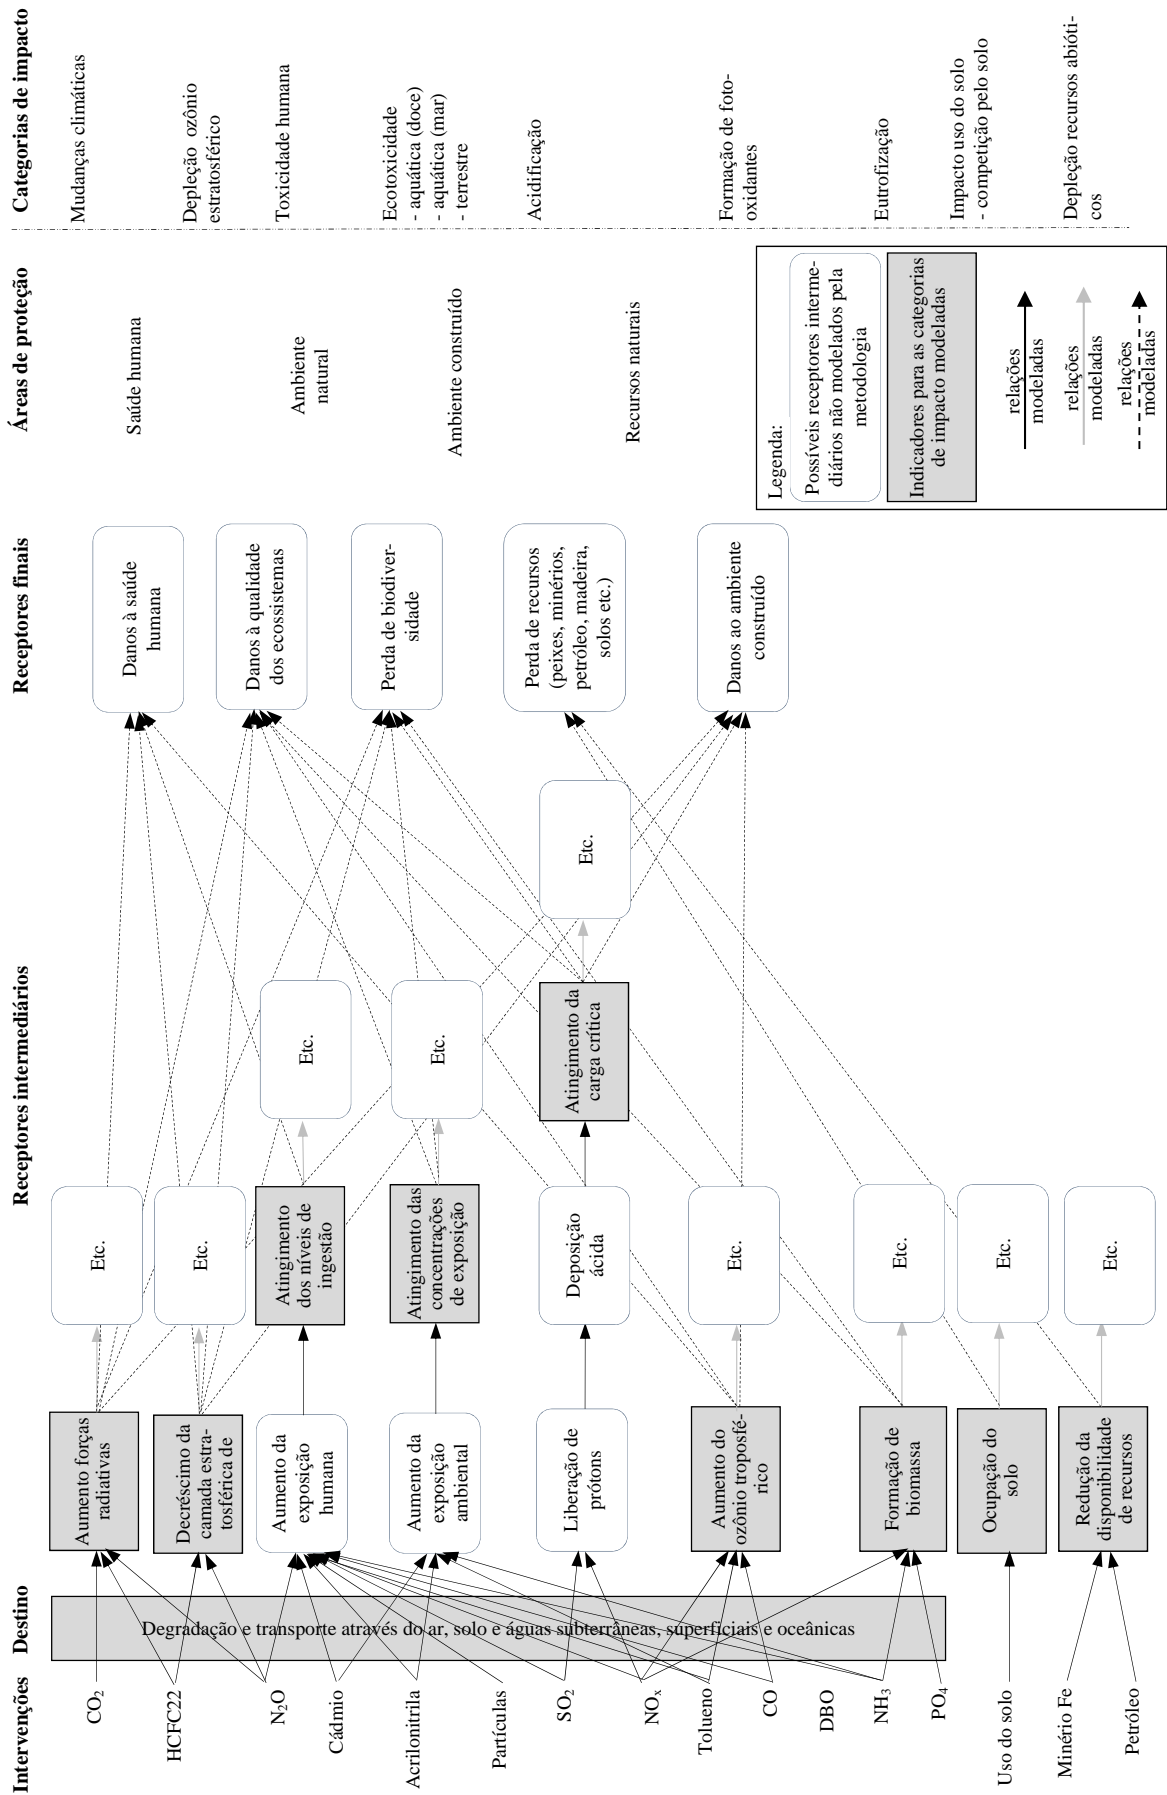 Intervenções
Destino
Receptores intermediários
Receptores finais
Áreas de proteção
Categorias de impacto
CO2
HCFC22
N2O
Cádmio
Acrilonitrila
Partículas
SO2
NOx
Tolueno
CO
DBO
NH3
PO4
Uso do solo
Minério Fe
Petróleo
Degradação e transporte através do ar, solo e águas subterrâneas, superficiais e oceânicas
Aumento forças
radiativas
Decréscimo da
camada estra-
tosférica de
Aumento da
exposição
humana
Aumento da
exposição
ambiental
Liberação de
prótons
Aumento do
ozônio troposfé-
rico
Formação de
biomassa
Ocupação do
solo
Redução da
disponibilidade
de recursos
Etc.
Etc.
Atingimento
dos níveis de
ingestão
Atingimento das
concentrações
de exposição
Deposição
ácida
Etc.
Etc.
Etc.
Etc.
Etc.
Etc.
Atingimento da
carga crítica
Etc.
Danos à saúde
humana
Danos à qualidade
dos ecossistemas
Perda de biodiver-
sidade
Perda de recursos
(peixes, minérios,
petróleo, madeira,
solos etc.)
Danos ao ambiente
construído
Saúde humana
Ambiente
natural
Ambiente construído
Recursos naturais
Mudanças climáticas
Depleção ozônio
estratosférico
Toxicidade humana
Ecotoxicidade
- aquática (doce)
- aquática (mar)
- terrestre
Acidificação
Formação de foto-
oxidantes
Eutrofização
Impacto uso do solo
- competição pelo solo
Depleção recursos abióti-
cos
Legenda:
Possíveis receptores interme-
diários não modelados pela
metodologia
Indicadores para as categorias
de impacto modeladas
relações
modeladas
relações
modeladas
relações
modeladas